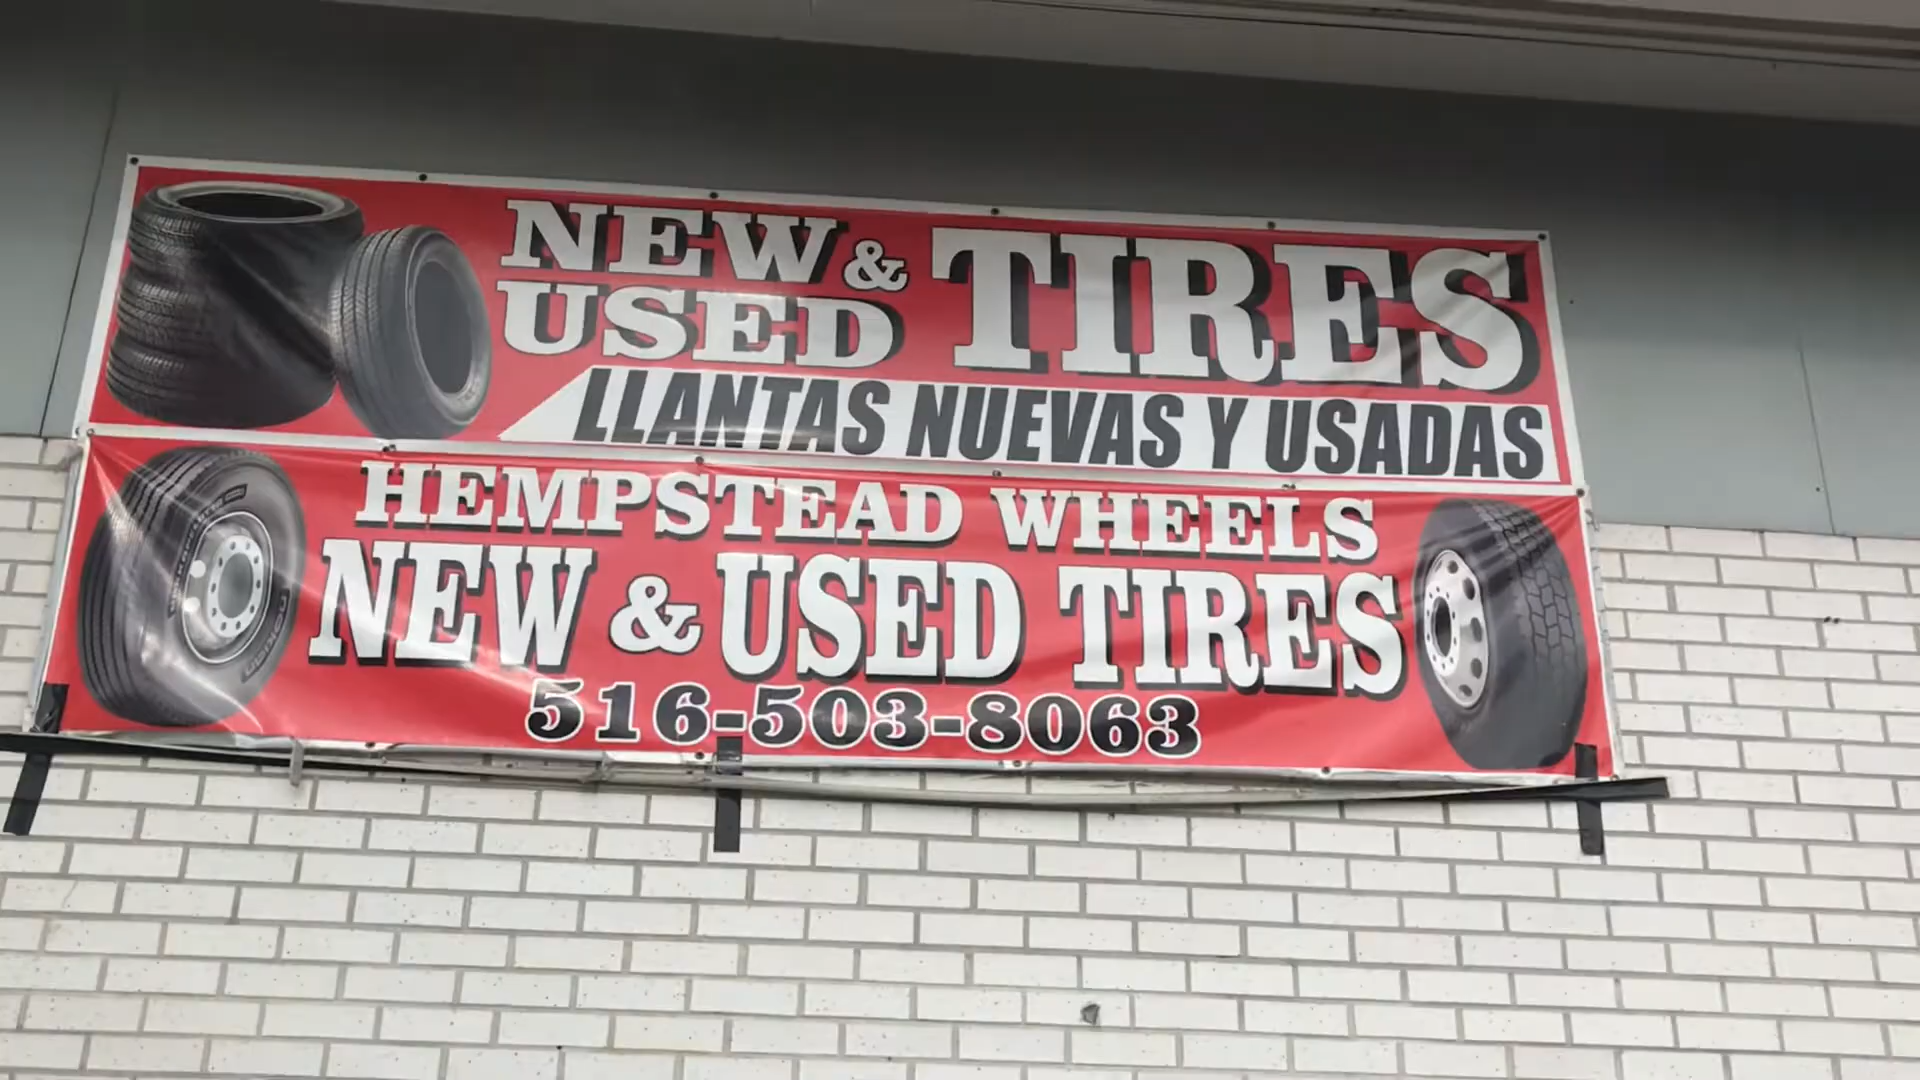 NEW &
USED TIRES
LLANTAS NUEVAS Y USADAS
HEMPSTEAD WHEELS
NEW & USED TIRES
516-503-8063